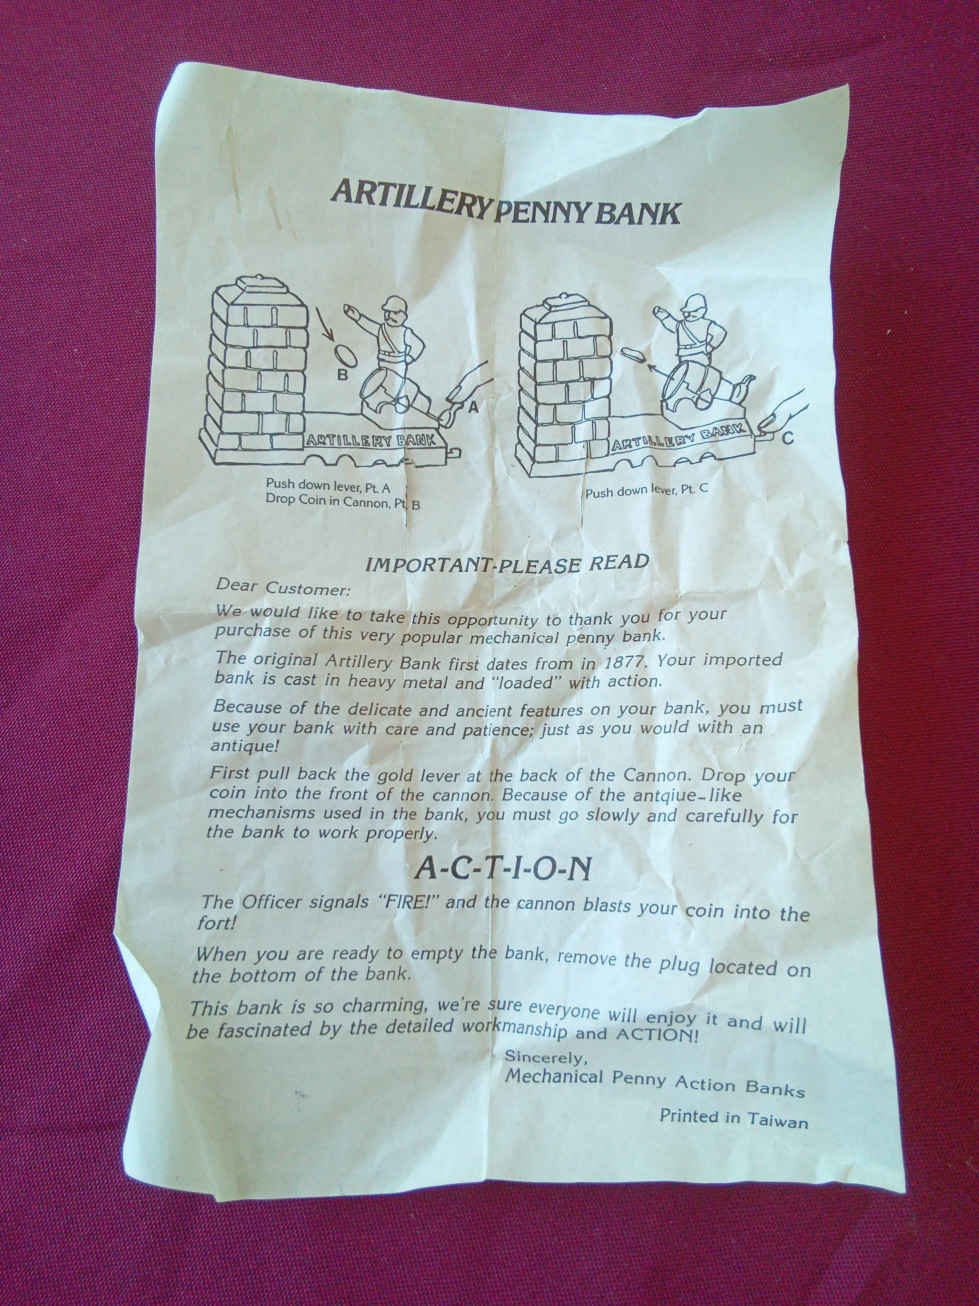 ARTILLERY PENNY BANK
B
A
ARTILLERY BANK
ARTILLERY BANK
C
Push down lever, Pt. A
Drop Coin in Cannon, Pt. B
Push down lever, Pt. C
IMPORTANT-PLEASE READ
Dear Customer:
We would like to take this opportunity to thank you for your
purchase of this very popular mechanical penny bank.
The original Artillery Bank first dates from in 1877. Your imported
bank is cast in heavy metal and "loaded" with action.
Because of the delicate and ancient features on your bank, you must
use your bank with care and patience; just as you would with an
antique!
First pull back the gold lever at the back of the Cannon. Drop your
coin into the front of the cannon. Because of the antqiue-like
mechanisms used in the bank, you must go slowly and carefully for
the bank to work properly.
A-C-T-I-O-N
The Officer signals "FIRE!" and the cannon blasts your coin into the
fort!
When you are ready to empty the bank, remove the plug located on
the bottom of the bank.
This bank is so charming, we're sure everyone will enjoy it and will
be fascinated by the detailed workmanship and ACTION!
Sincerely,
Mechanical Penny Action Banks
Printed in Taiwan